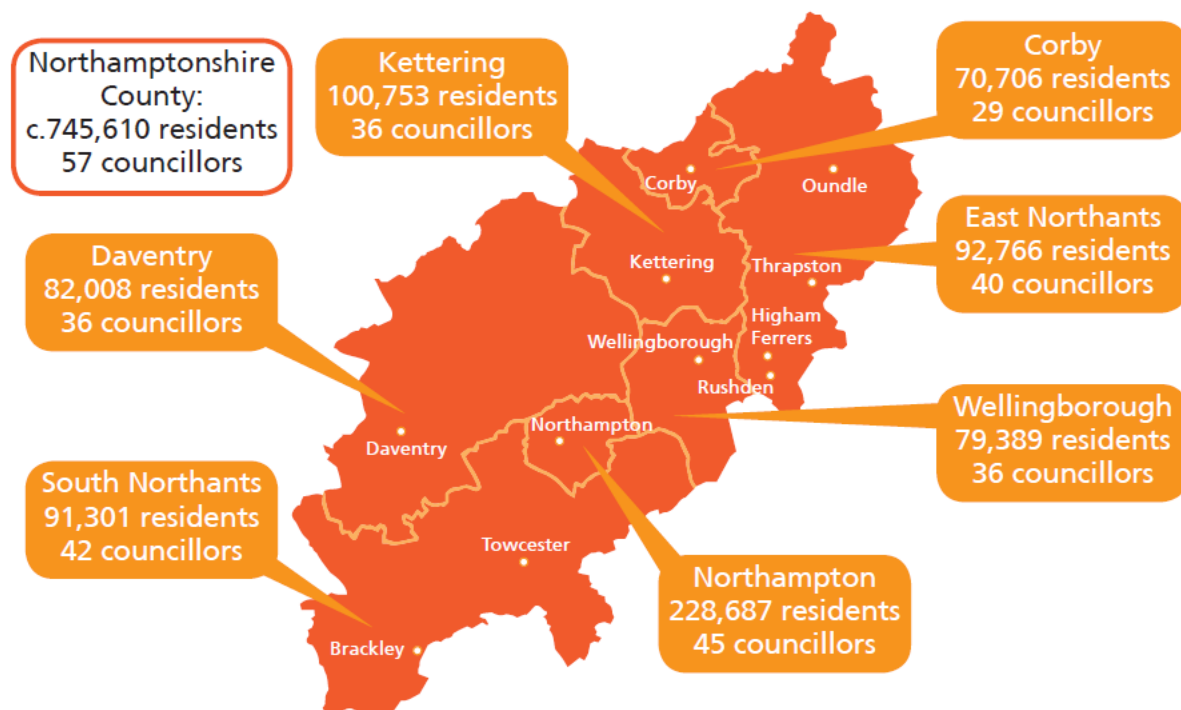 Northamptonshire
County:
c.745,610 residents
57 councillors
Kettering
100,753 residents
36 councillors
Corby
70,706 residents
29 councillors
Daventry
82,008 residents
36 councillors
East Northants
92,766 residents
40 councillors
South Northants
91,301 residents
42 councillors
Wellingborough
79,389 residents
36 councillors
Northampton
228,687 residents
45 councillors
Corby
Oundle
Kettering
Thrapston
Higham
Ferrers
Wellingborough
Rushden
Northampton
Daventry
Towcester
Brackley